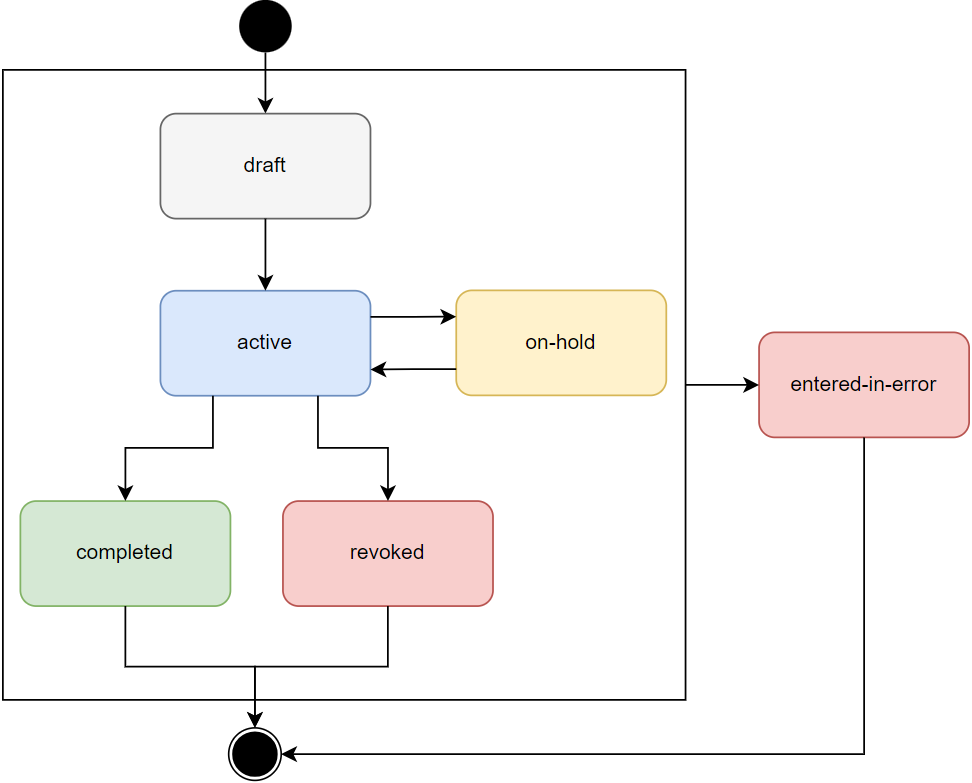 draft
active
on-hold
entered-in-error
completed
revoked